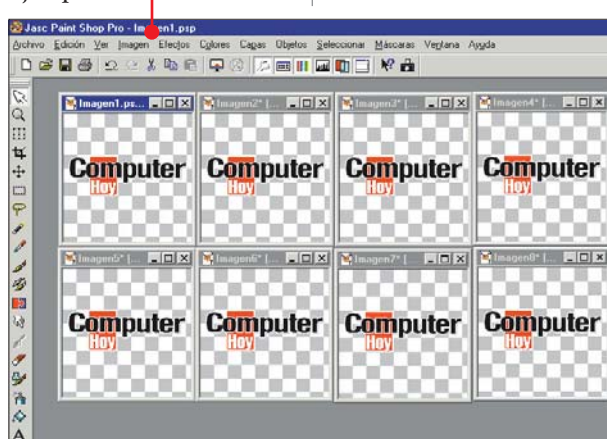 Jasc Paint Shop Pro - Imagen1.psp
Archivo Edición Ver Imagen Efectos Colores Capas Objetos Seleccionar Máscaras Ventana Ayuda
Imagen1.ps... Imagen2* [... Imagen3* [... Imagen4* [...
Computer Computer Computer Computer
Hoy Hoy Hoy Hoy
Imagen5* [... Imagen6* [... Imagen7* [... Imagen8* [...
Computer Computer Computer Computer
Hoy Hoy Hoy Hoy
A